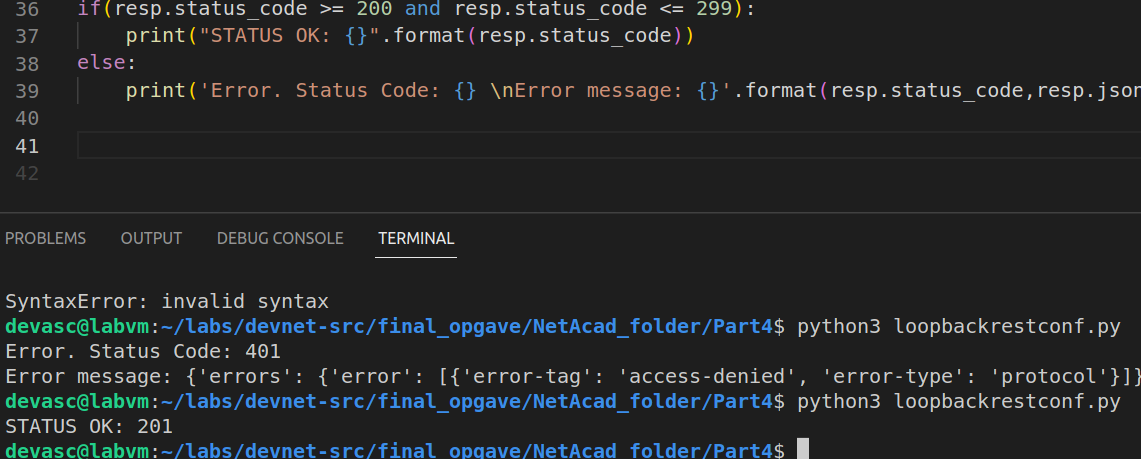 36 if(resp.status_code >= 200 and resp.status_code <= 299):
37 print("STATUS OK: {}".format(resp.status_code))
38 else:
39 print('Error. Status Code: {} \nError message: {}'.format(resp.status_code,resp.json
40
41
42
PROBLEMS OUTPUT DEBUG CONSOLE TERMINAL
SyntaxError: invalid syntax
devasc@labvm:~/labs/devnet-src/final_opgave/NetAcad_folder/Part4$ python3 loopbackrestconf.py
Error. Status Code: 401
Error message: {'errors': {'error': [{'error-tag': 'access-denied', 'error-type': 'protocol'}]}
devasc@labvm:~/labs/devnet-src/final_opgave/NetAcad_folder/Part4$ python3 loopbackrestconf.py
STATUS OK: 201
devasc@labvm:~/labs/devnet-src/final_opgave/NetAcad_folder/Part4$